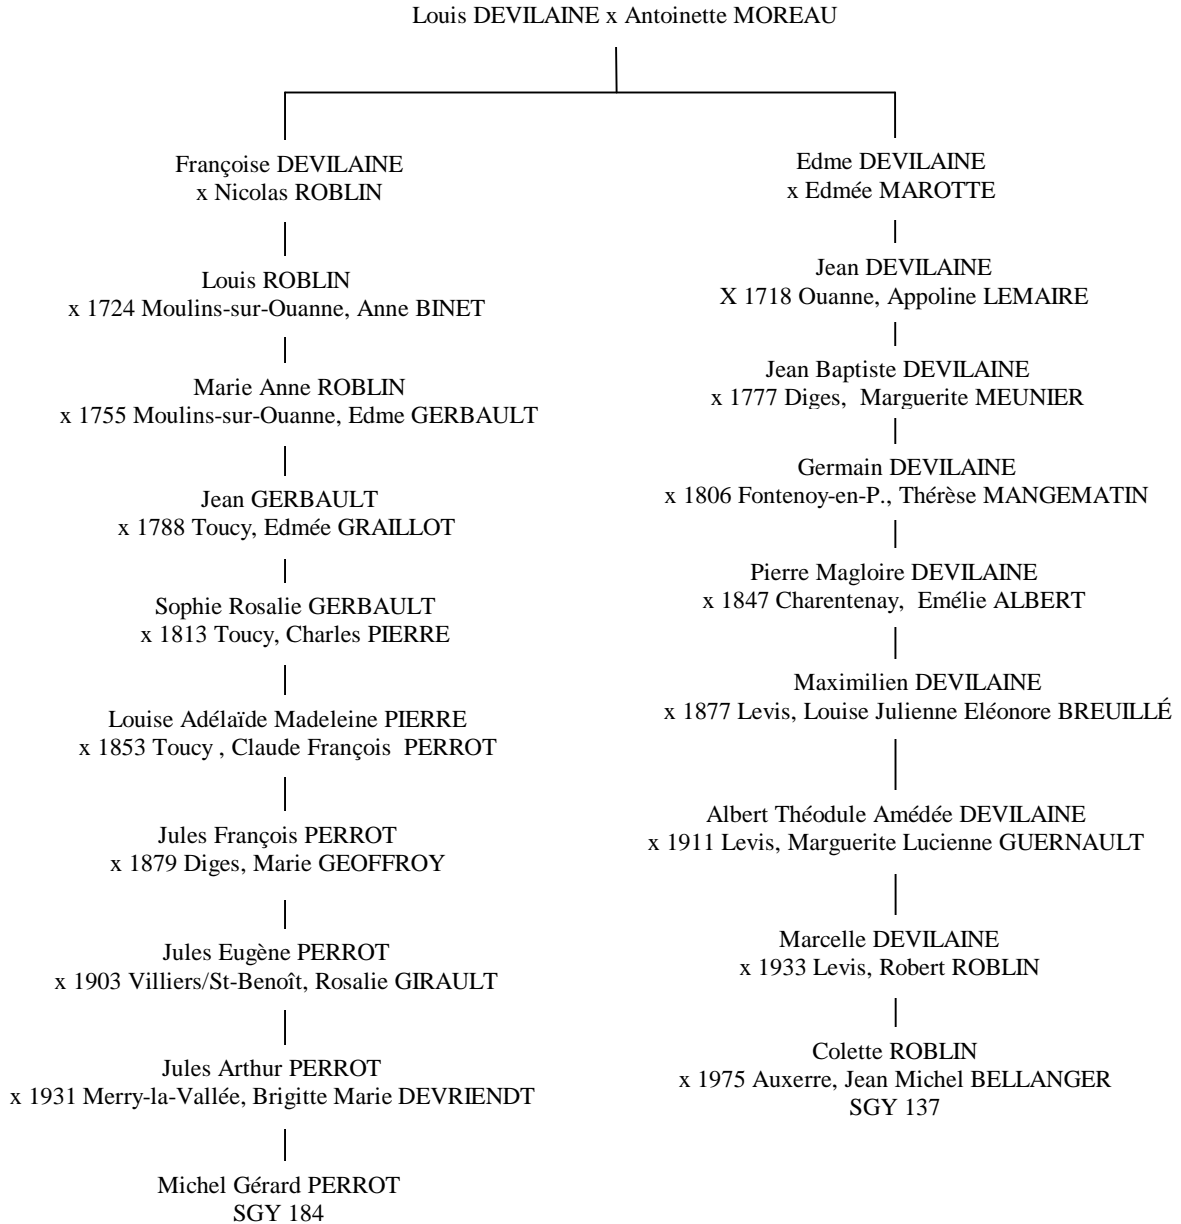 Louis DEVILAINE x Antoinette MOREAU
Françoise DEVILAINE
x Nicolas ROBLIN
Louis ROBLIN
x 1724 Moulins-sur-Ouanne, Anne BINET
Marie Anne ROBLIN
x 1755 Moulins-sur-Ouanne, Edme GERBAULT
Jean GERBAULT
x 1788 Toucy, Edmée GRAILLOT
Sophie Rosalie GERBAULT
x 1813 Toucy, Charles PIERRE
Louise Adélaïde Madeleine PIERRE
x 1853 Toucy , Claude François PERROT
Jules François PERROT
x 1879 Diges, Marie GEOFFROY
Jules Eugène PERROT
x 1903 Villiers/St-Benoît, Rosalie GIRAULT
Jules Arthur PERROT
x 1931 Merry-la-Vallée, Brigitte Marie DEVRIENDT
Michel Gérard PERROT
SGY 184
Edme DEVILAINE
x Edmée MAROTTE
Jean DEVILAINE
X 1718 Ouanne, Appoline LEMAIRE
Jean Baptiste DEVILAINE
x 1777 Diges, Marguerite MEUNIER
Germain DEVILAINE
x 1806 Fontenoy-en-P., Thérèse MANGEMATIN
Pierre Magloire DEVILAINE
x 1847 Charentenay, Emélie ALBERT
Maximilien DEVILAINE
x 1877 Levis, Louise Julienne Eléonore BREUILLÉ
Albert Théodule Amédée DEVILAINE
x 1911 Levis, Marguerite Lucienne GUERNAULT
Marcelle DEVILAINE
x 1933 Levis, Robert ROBLIN
Colette ROBLIN
x 1975 Auxerre, Jean Michel BELLANGER
SGY 137